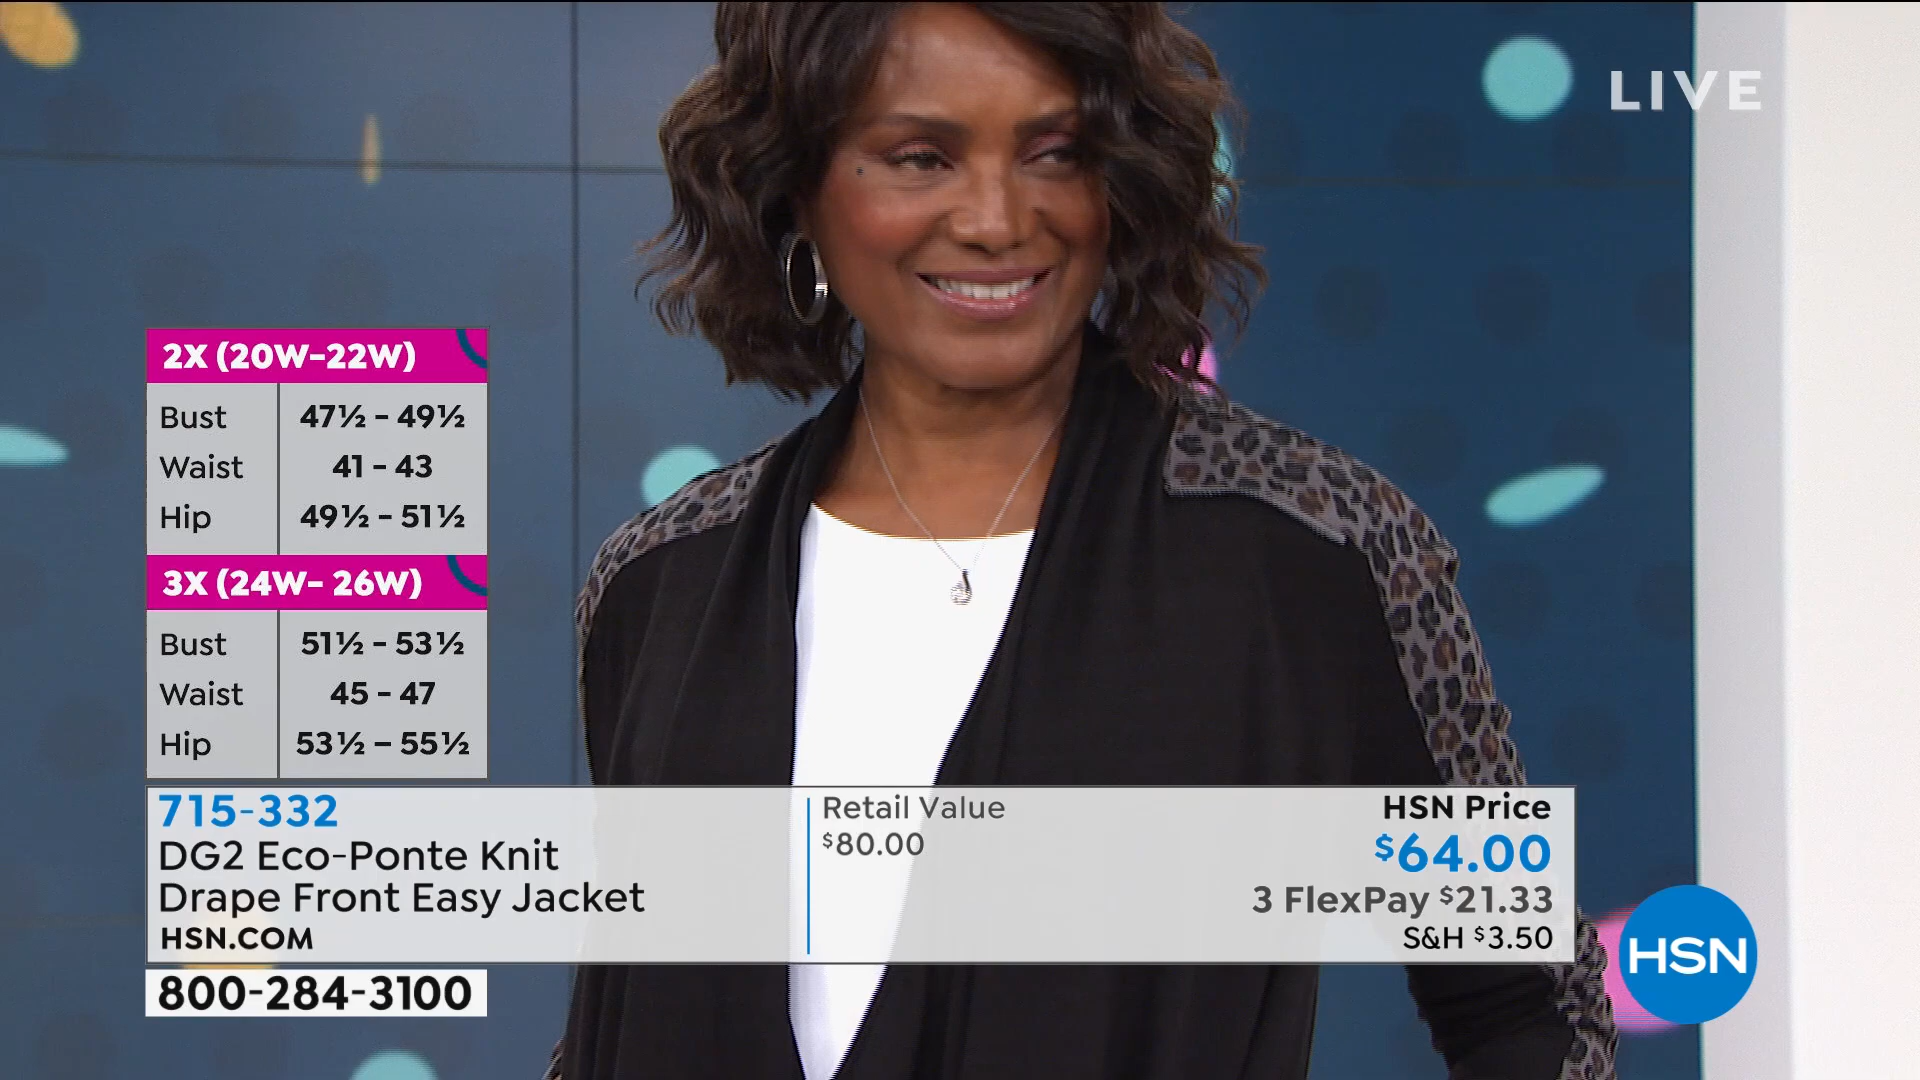 LIVE
2X (20W-22W)
Bust 47½ - 49½
Waist 41 - 43
Hip 49½ - 51½
3X (24W- 26W)
Bust 51½ - 53½
Waist 45 - 47
Hip 53½ - 55½
715-332
DG2 Eco-Ponte Knit
Drape Front Easy Jacket
HSN.COM
Retail Value
$80.00
HSN Price
$64.00
3 FlexPay $21.33
S&H $3.50
800-284-3100
HSN